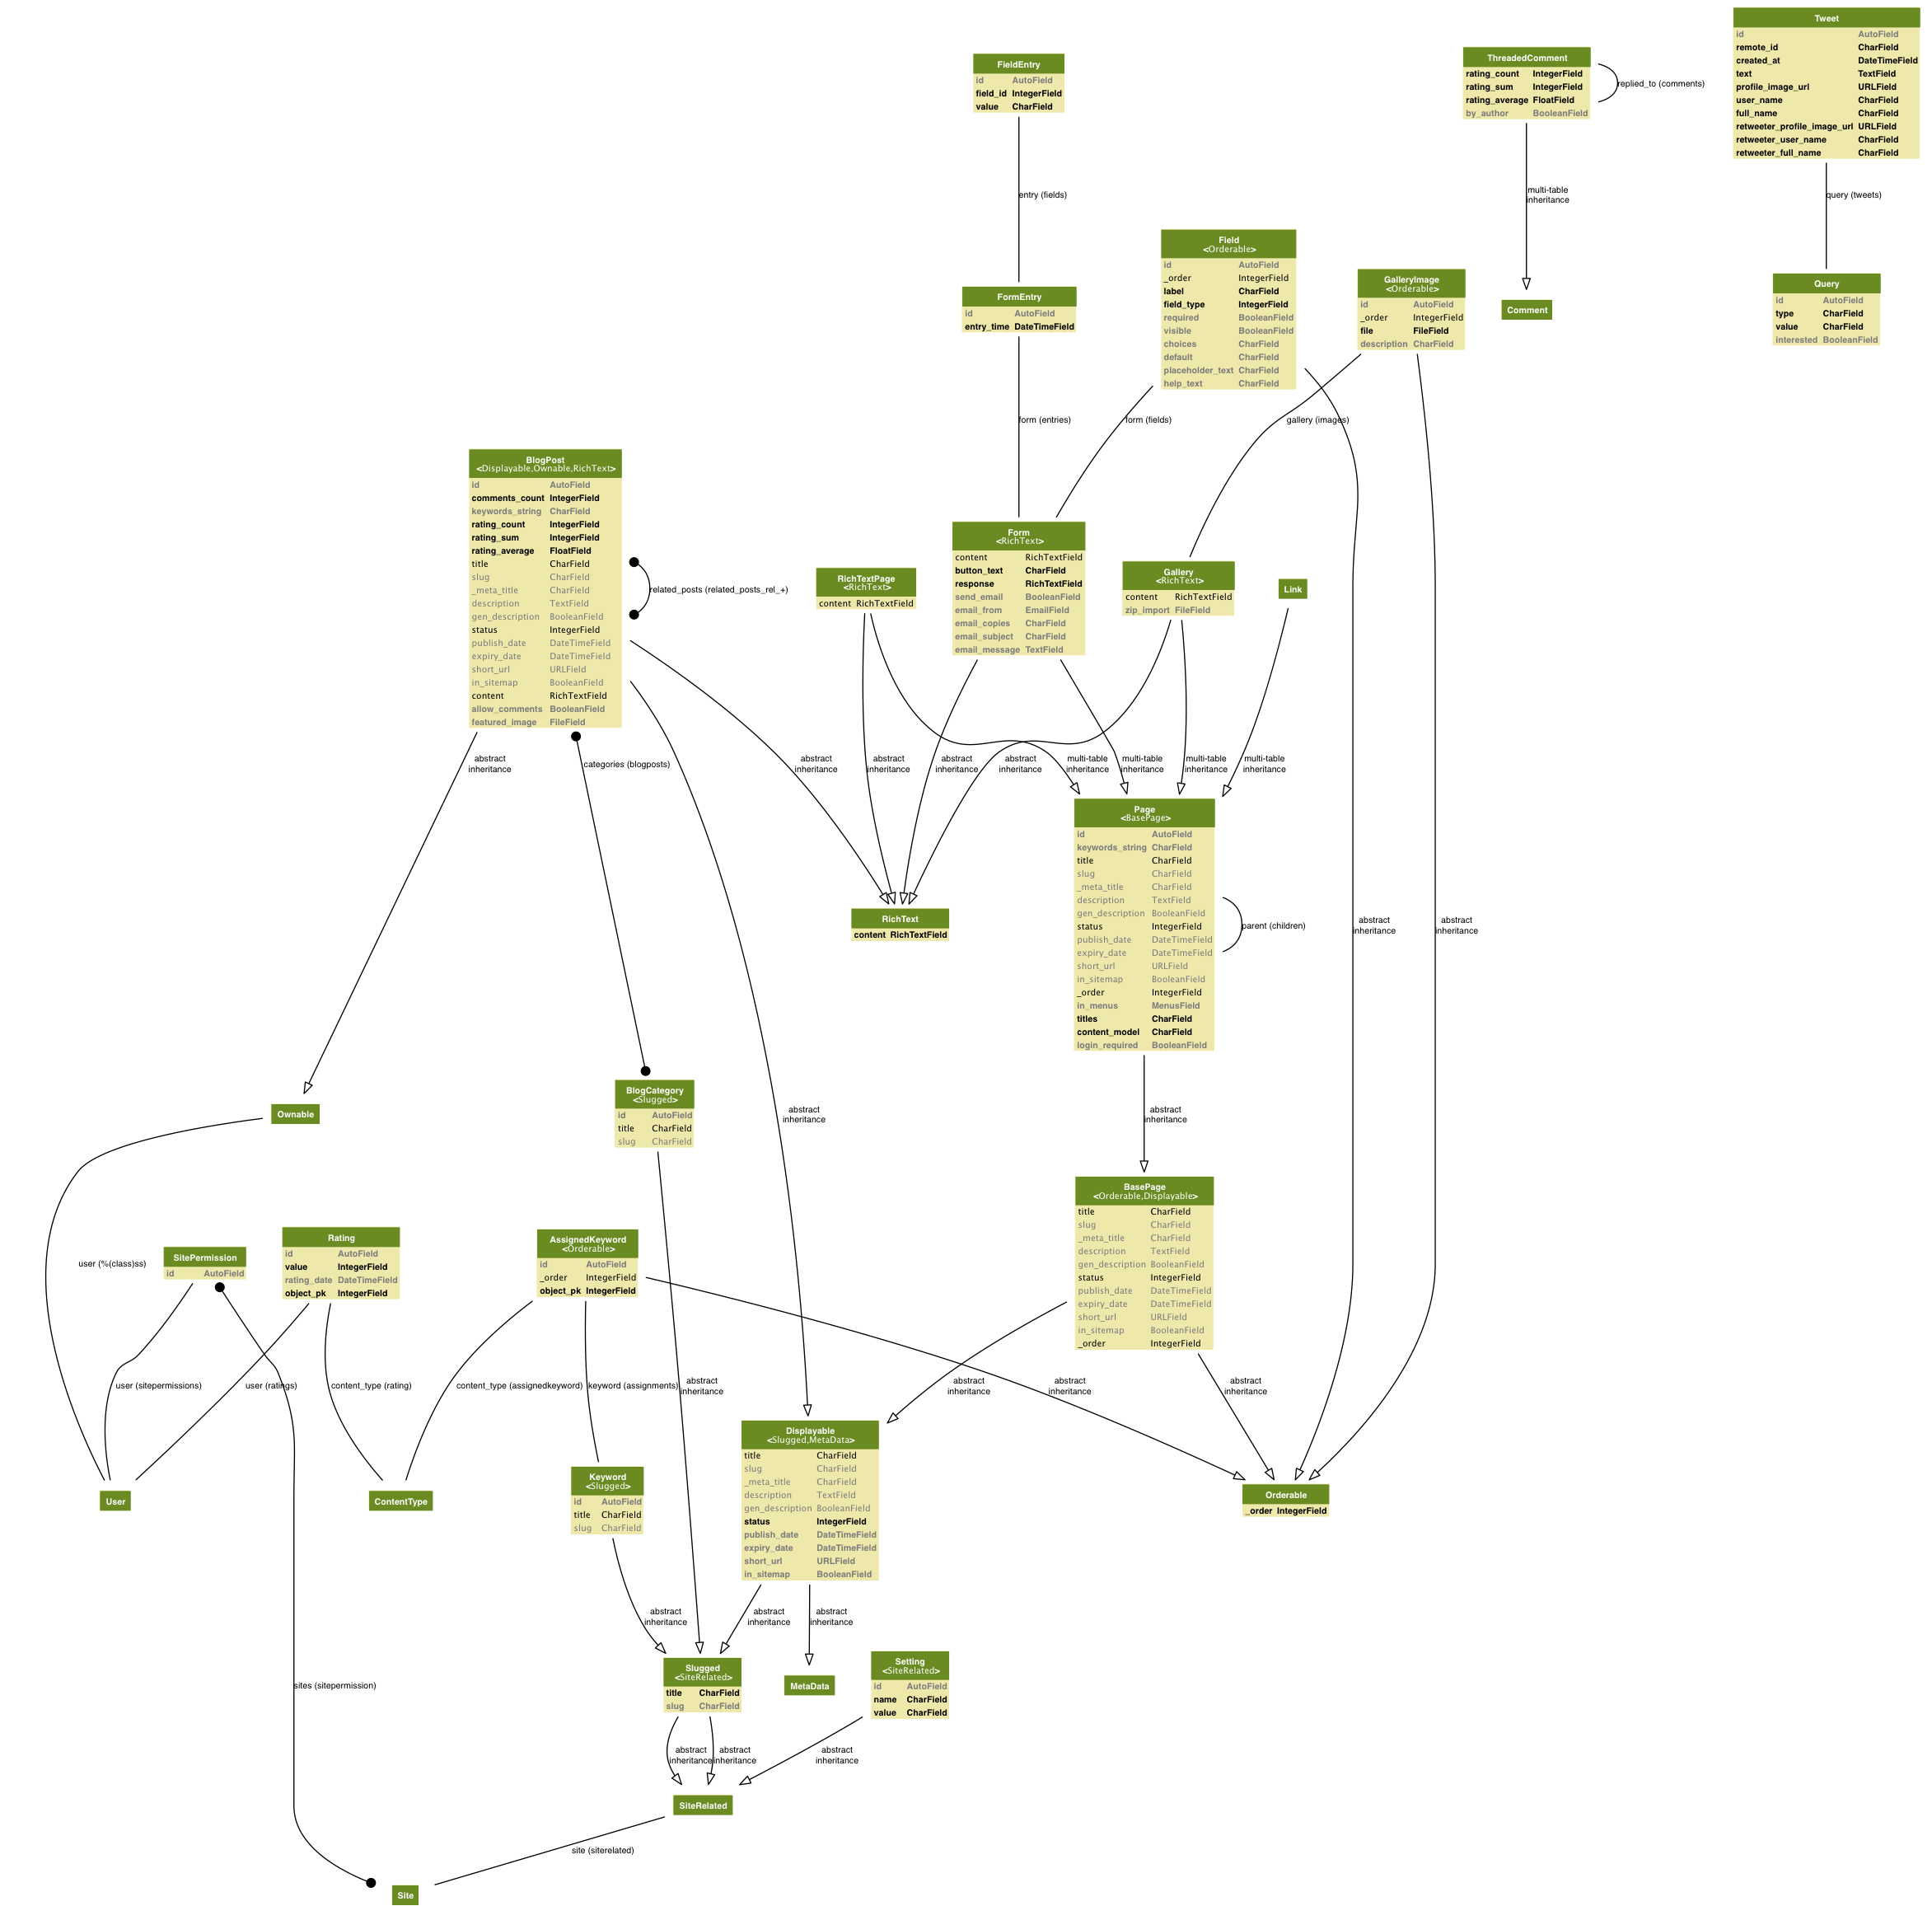 Tweet
id AutoField
remote_id CharField
created_at DateTimeField
text TextField
profile_image_url URLField
user_name CharField
full_name CharField
retweeter_profile_image_url URLField
retweeter_user_name CharField
retweeter_full_name CharField
ThreadedComment
rating_count IntegerField
rating_sum IntegerField
rating_average FloatField
by_author BooleanField
replied_to (comments)
FieldEntry
id AutoField
field_id IntegerField
value CharField
entry (fields)
multi-table
inheritance
query (tweets)
Field
<Orderable>
id AutoField
_order IntegerField
label CharField
field_type IntegerField
required BooleanField
visible BooleanField
choices CharField
default CharField
placeholder_text CharField
help_text CharField
GalleryImage
<Orderable>
id AutoField
_order IntegerField
file FileField
description CharField
Comment
Query
id AutoField
type CharField
value CharField
interested BooleanField
FormEntry
id AutoField
entry_time DateTimeField
form (entries)
form (fields)
gallery (images)
BlogPost
<Displayable,Ownable,RichText>
id AutoField
comments_count IntegerField
keywords_string CharField
rating_count IntegerField
rating_sum IntegerField
rating_average FloatField
title CharField
slug CharField
_meta_title CharField
description TextField
gen_description BooleanField
status IntegerField
publish_date DateTimeField
expiry_date DateTimeField
short_url URLField
in_sitemap BooleanField
content RichTextField
allow_comments BooleanField
featured_image FileField
related_posts (related_posts_rel_+)
RichTextPage
<RichText>
content RichTextField
Form
<RichText>
content RichTextField
button_text CharField
response RichTextField
send_email BooleanField
email_from EmailField
email_copies CharField
email_subject CharField
email_message TextField
Gallery
<RichText>
content RichTextField
zip_import FileField
Link
abstract
inheritance
categories (blogposts)
abstract
inheritance
abstract
inheritance
abstract
inheritance
abstract
inheritance
multi-table
inheritance
multi-table
inheritance
multi-table
inheritance
multi-table
inheritance
Page
<BasePage>
id AutoField
keywords_string CharField
title CharField
slug CharField
_meta_title CharField
description TextField
gen_description BooleanField
status IntegerField
publish_date DateTimeField
expiry_date DateTimeField
short_url URLField
in_sitemap BooleanField
_order IntegerField
in_menus MenusField
titles CharField
content_model CharField
login_required BooleanField
parent (children)
RichText
content RichTextField
abstract
inheritance
abstract
inheritance
Ownable
BlogCategory
<Slugged>
id AutoField
title CharField
slug CharField
abstract
inheritance
abstract
inheritance
BasePage
<Orderable,Displayable>
title CharField
slug CharField
_meta_title CharField
description TextField
gen_description BooleanField
status IntegerField
publish_date DateTimeField
expiry_date DateTimeField
short_url URLField
in_sitemap BooleanField
_order IntegerField
user (%(class)ss)
SitePermission
id AutoField
Rating
id AutoField
value IntegerField
rating_date DateTimeField
object_pk IntegerField
AssignedKeyword
<Orderable>
id AutoField
_order IntegerField
object_pk IntegerField
user (sitepermissions)
user (ratings)
content_type (rating)
content_type (assignedkeyword)
keyword (assignments)
abstract
inheritance
abstract
inheritance
abstract
inheritance
abstract
inheritance
Displayable
<Slugged,MetaData>
title CharField
slug CharField
_meta_title CharField
description TextField
gen_description BooleanField
status IntegerField
publish_date DateTimeField
expiry_date DateTimeField
short_url URLField
in_sitemap BooleanField
User
ContentType
Keyword
<Slugged>
id AutoField
title CharField
slug CharField
Orderable
_order IntegerField
abstract
inheritance
abstract
inheritance
abstract
inheritance
sites (sitepermission)
Slugged
<SiteRelated>
title CharField
slug CharField
MetaData
Setting
<SiteRelated>
id AutoField
name CharField
value CharField
abstract
inheritance
abstract
inheritance
abstract
inheritance
SiteRelated
site (siterelated)
Site